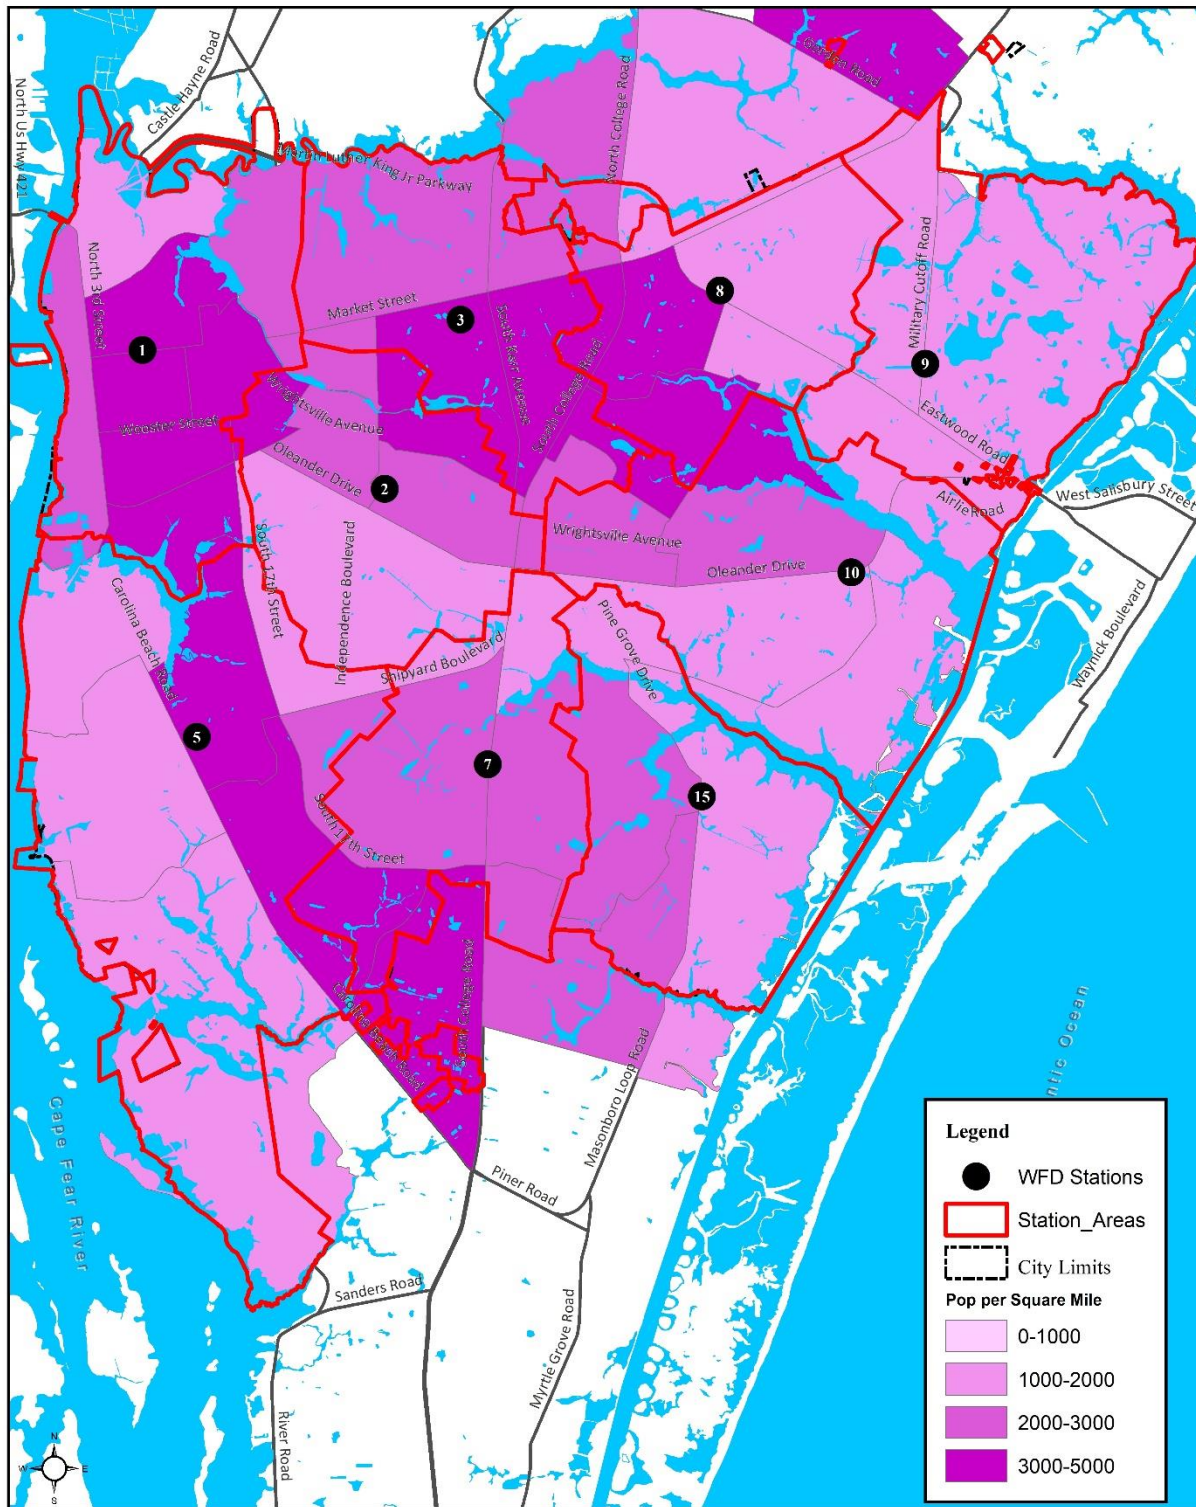 Castle Hayne Road
North Us Hwy 421
Martin Luther King Jr Parkway
North College Road
Gordon Road
Military Cutoff Road
North 3rd Street
Market Street
8
3
1
9
South Kerr Avenue
South College Road
Eastwood Road
Wrightsville Avenue
Wooster Street
Oleander Drive
2
West Salisbury Street
Airlie Road
Wrightsville Avenue
Oleander Drive
10
South 17th Street
Independence Boulevard
Carolina Beach Road
Pine Grove Drive
Shipyard Boulevard
Waynick Boulevard
5
7
15
South 17th Street
South College Road
Carolina Beach Road
Masonboro Loop Road
ntic Ocean
Cape Fear River
Piner Road
Sanders Road
Myrtle Grove Road
River Road
N
W E
S
Legend
WFD Stations
Station_Areas
City Limits
Pop per Square Mile
0-1000
1000-2000
2000-3000
3000-5000